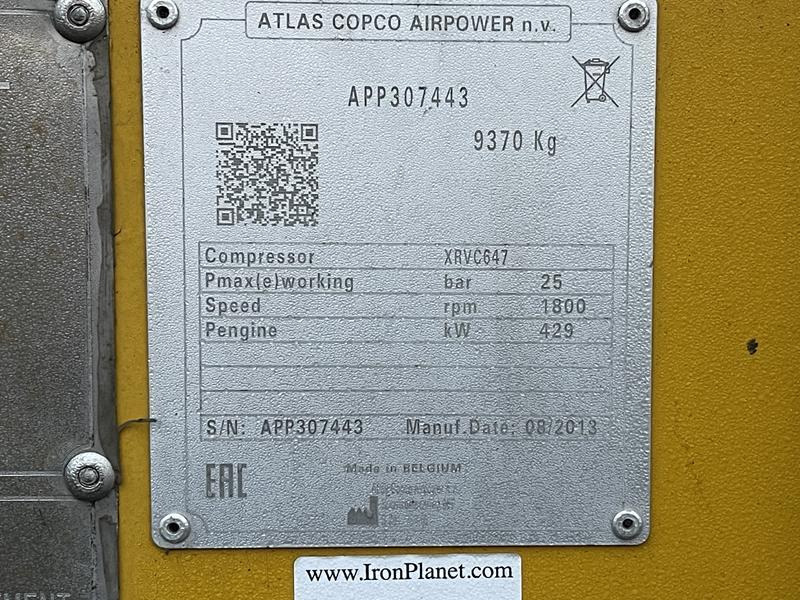 ATLAS COPCO AIRPOWER n.v.
APP307443
9370 Kg
Compressor XRVC647
Pmax(e)working bar 25
Speed rpm 1800
Pengine kW 429
S/N: APP307443 Manuf.Date: 08/2013
EAC Made in BELGIUM
www.IronPlanet.com